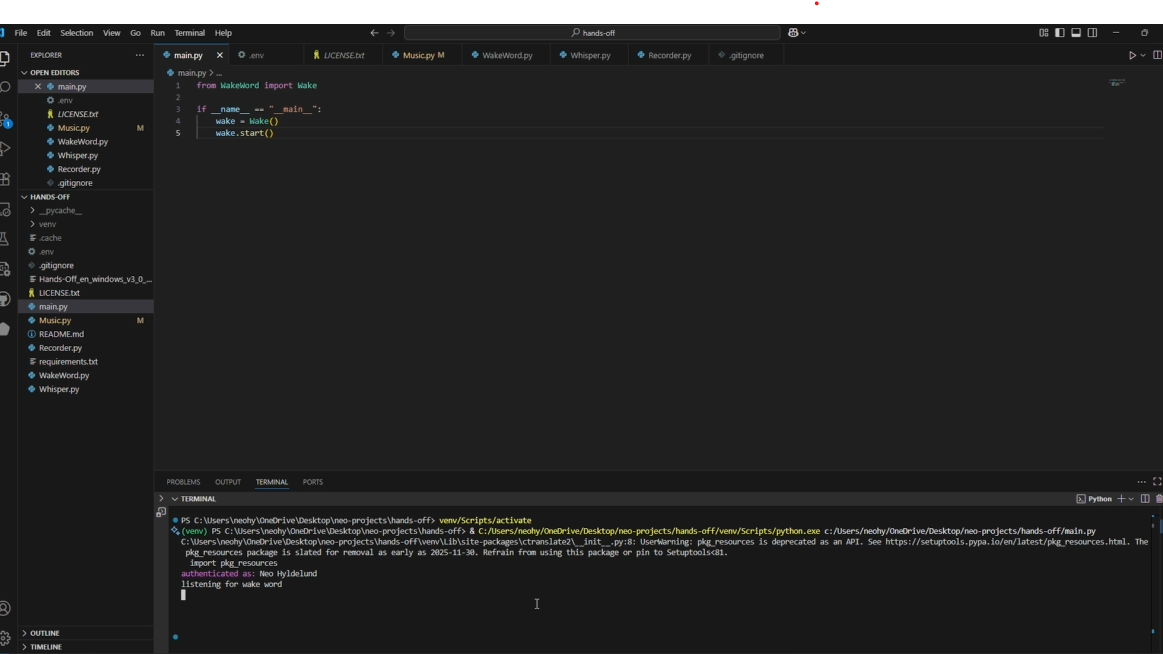 File Edit Selection View Go Run Terminal Help
hands-off
EXPLORER
main.py
.env
LICENSE.txt
Music.py M
WakeWord.py
Whisper.py
Recorder.py
.gitignore
OPEN EDITORS
main.py
.env
LICENSE.txt
Music.py M
WakeWord.py
Whisper.py
Recorder.py
.gitignore
HANDS-OFF
__pycache__
venv
.cache
.env
.gitignore
Hands-Off_en_windows_v3_0_...
LICENSE.txt
main.py
Music.py M
README.md
Recorder.py
requirements.txt
WakeWord.py
Whisper.py
OUTLINE
TIMELINE
main.py > ...
1 from WakeWord import Wake
2
3 if __name__ == "__main__":
4 wake = Wake()
5 wake.start()
PROBLEMS OUTPUT TERMINAL PORTS
TERMINAL
Python
PS C:\Users\neohy\OneDrive\Desktop\neo-projects\hands-off> venv/Scripts/activate
(venv) PS C:\Users\neohy\OneDrive\Desktop\neo-projects\hands-off> & C:/Users/neohy/OneDrive/Desktop/neo-projects/hands-off/venv/Scripts/python.exe c:/Users/neohy/OneDrive/Desktop/neo-projects/hands-off/main.py
C:\Users\neohy\OneDrive\Desktop\neo-projects\hands-off\venv\Lib\site-packages\ctranslate2\__init__.py:8: UserWarning: pkg_resources is deprecated as an API. See https://setuptools.pypa.io/en/latest/pkg_resources.html. The
pkg_resources package is slated for removal as early as 2025-11-30. Refrain from using this package or pin to Setuptools<81.
import pkg_resources
authenticated as: Neo Hyldelund
listening for wake word
1